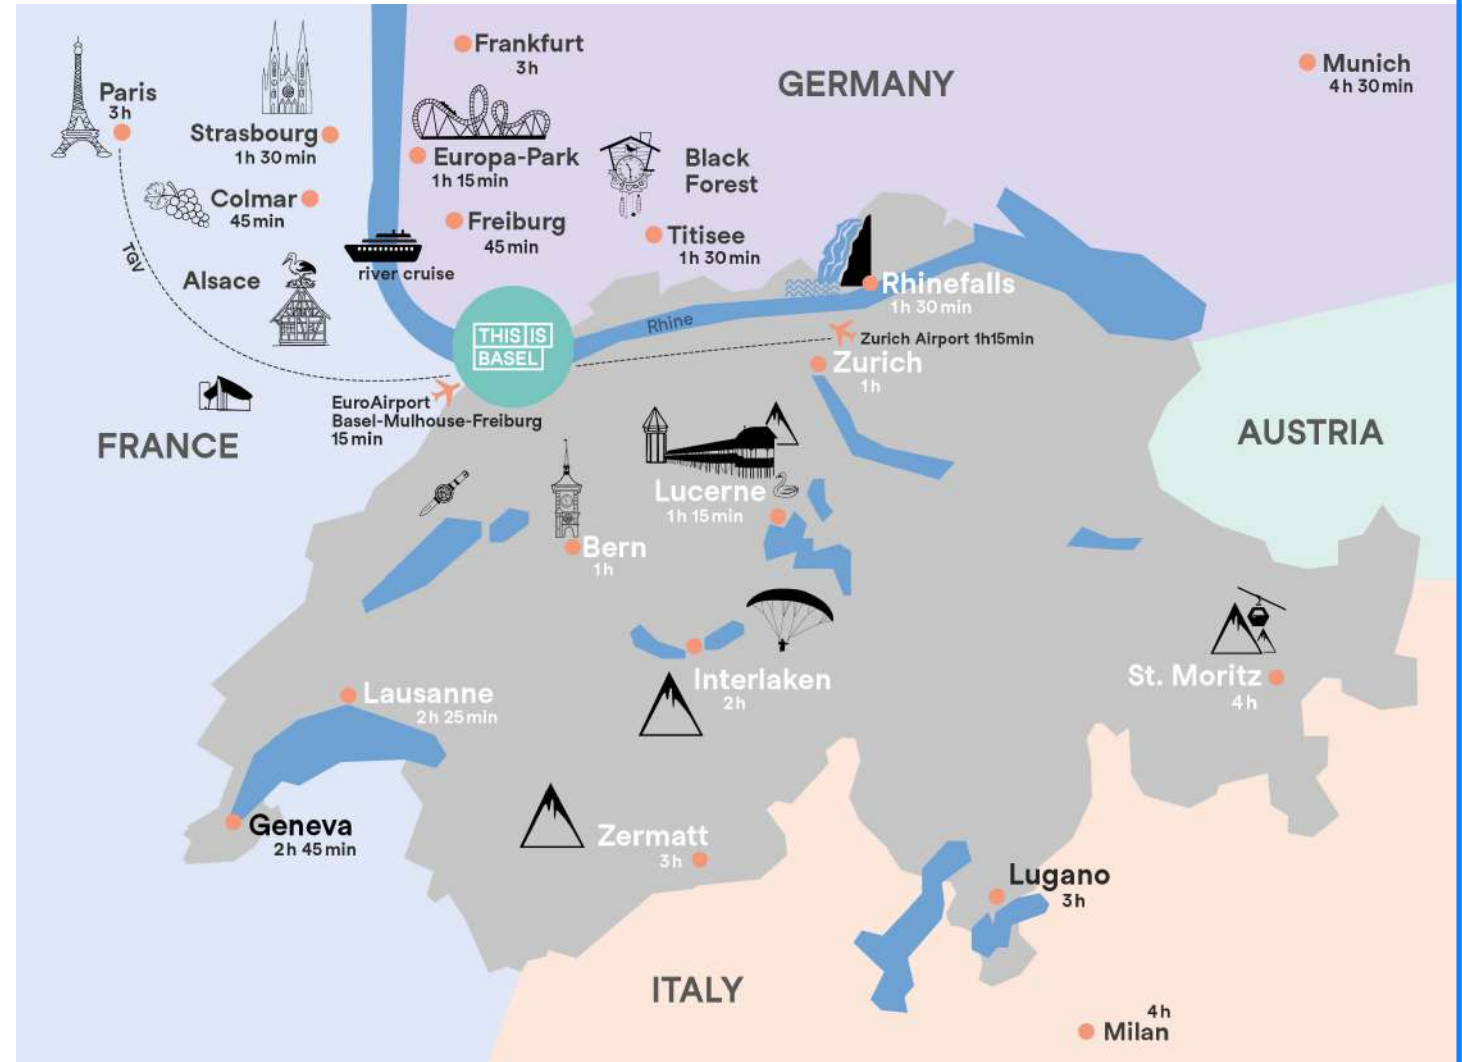 Frankfurt
3h
GERMANY
Munich
4h 30min
Paris
3h
Strasbourg
1h 30min
Europa-Park
1h 15min
Black
Forest
Colmar
45min
Freiburg
45min
Titisee
1h 30min
TGV
Alsace
river cruise
Rhinefalls
1h 30min
Rhine
THIS IS
BASEL
Zurich Airport 1h15min
Zurich
1h
EuroAirport
Basel-Mulhouse-Freiburg
15min
FRANCE
AUSTRIA
Lucerne
1h 15min
Bern
1h
Interlaken
2h
St. Moritz
4h
Lausanne
2h 25min
Geneva
2h 45min
Zermatt
3h
Lugano
3h
ITALY
4h
Milan